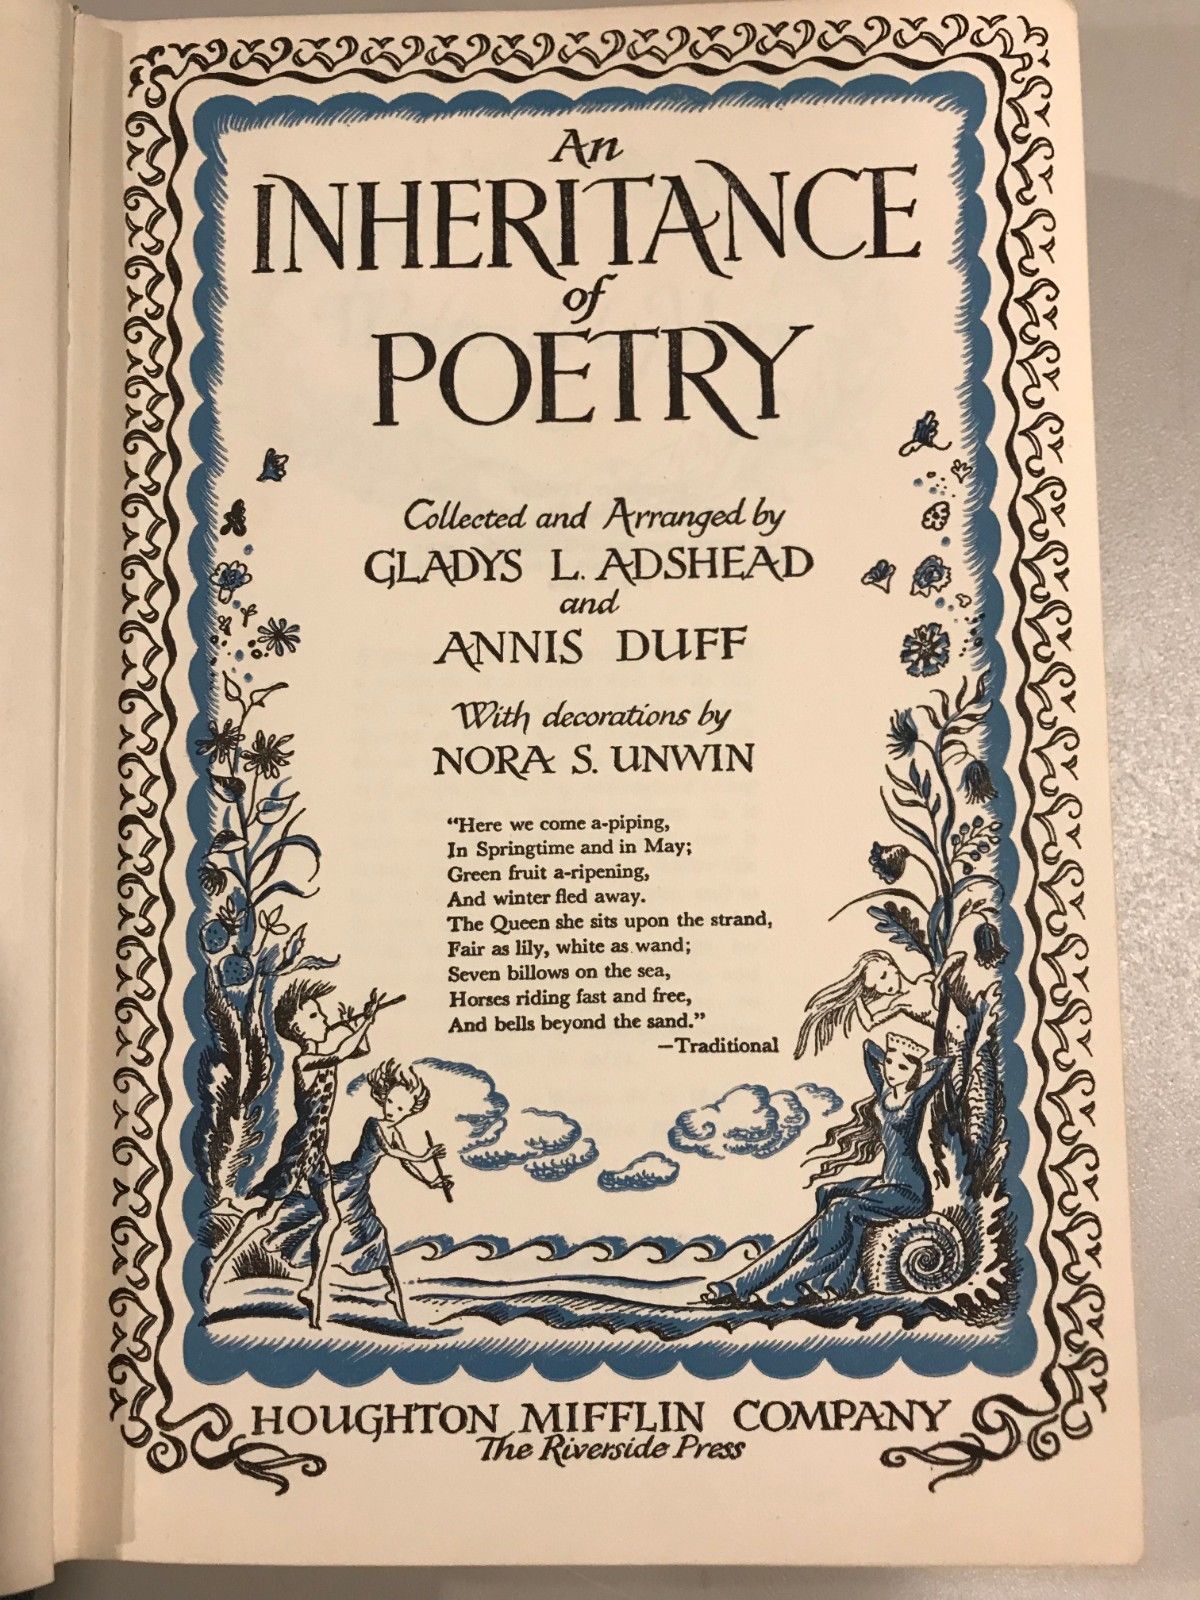 An
INHERITANCE
of
POETRY
Collected and Arranged by
GLADYS L. ADSHEAD
and
ANNIS DUFF
With decorations by
NORA S. UNWIN
"Here we come a-piping,
In Springtime and in May;
Green fruit a-ripening,
And winter fled away.
The Queen she sits upon the strand,
Fair as lily, white as wand;
Seven billows on the sea,
Horses riding fast and free,
And bells beyond the sand."
—Traditional
HOUGHTON MIFFLIN COMPANY
The Riverside Press